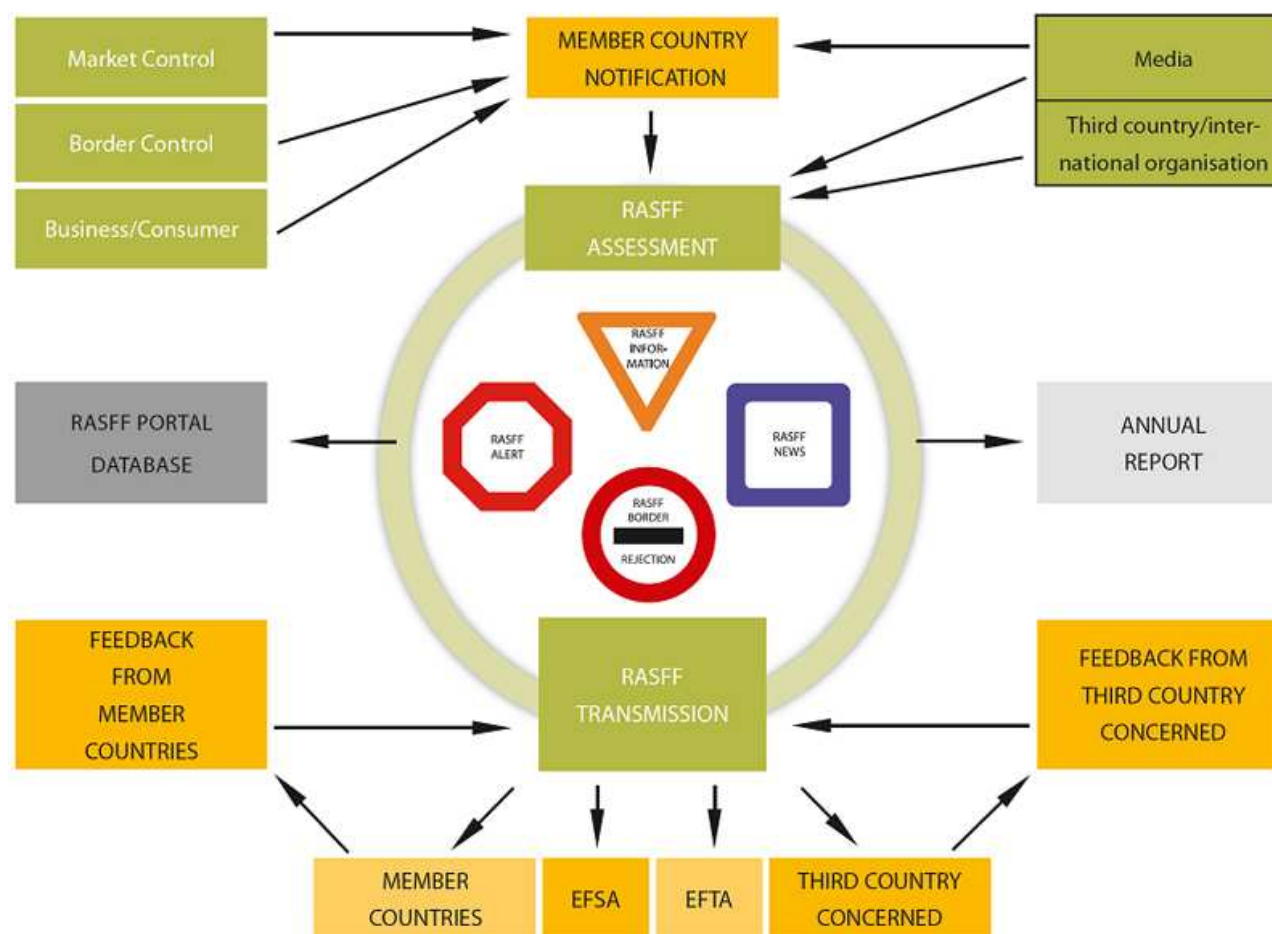 Market Control
MEMBER COUNTRY
NOTIFICATION
Media
Border Control
Third country/inter-
national organisation
Business/Consumer
RASFF
ASSESSMENT
RASFF
INFOR-
MATION
RASFF PORTAL
DATABASE
RASFF
ALERT
RASFF
NEWS
ANNUAL
REPORT
RASFF
BORDER
REJECTION
FEEDBACK
FROM
MEMBER
COUNTRIES
RASFF
TRANSMISSION
FEEDBACK FROM
THIRD COUNTRY
CONCERNED
MEMBER
COUNTRIES
EFSA
EFTA
THIRD COUNTRY
CONCERNED